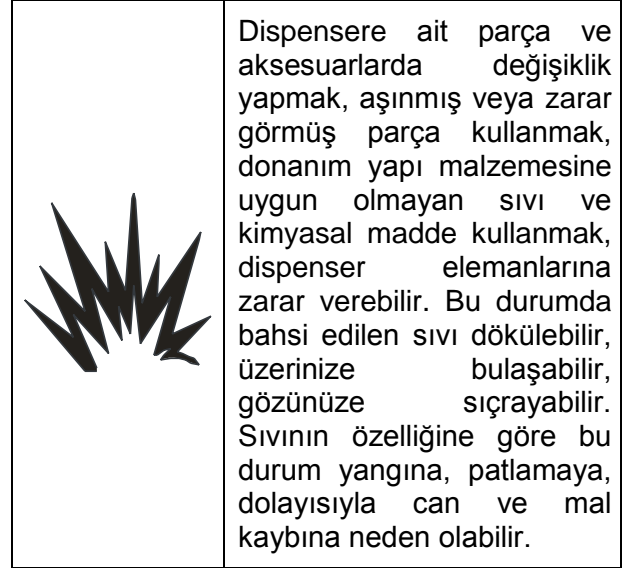 Dispensere ait parça ve
aksesuarlarda değişiklik
yapmak, aşınmış veya zarar
görmüş parça kullanmak,
donanım yapı malzemesine
uygun olmayan sıvı ve
kimyasal madde kullanmak,
dispenser elemanlarına
zarar verebilir. Bu durumda
bahsi edilen sıvı dökülebilir,
üzerinize bulaşabilir,
gözünüze sıçrayabilir.
Sıvının özelliğine göre bu
durum yangına, patlamaya,
dolayısıyla can ve mal
kaybına neden olabilir.